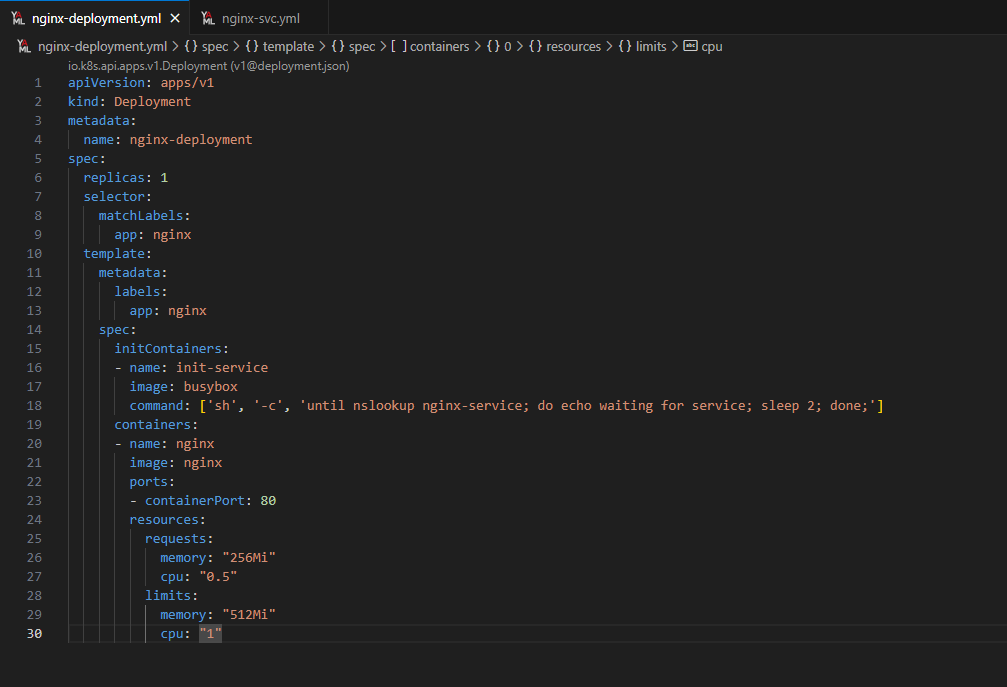 nginx-deployment.yml × nginx-svc.yml
nginx-deployment.yml > {} spec > {} template > {} spec > [ ] containers > {} 0 > {} resources > {} limits > abc cpu
io.k8s.api.apps.v1.Deployment (v1@deployment.json)
1 apiVersion: apps/v1
2 kind: Deployment
3 metadata:
4   name: nginx-deployment
5 spec:
6   replicas: 1
7   selector:
8     matchLabels:
9       app: nginx
10   template:
11     metadata:
12       labels:
13         app: nginx
14     spec:
15       initContainers:
16       - name: init-service
17         image: busybox
18         command: ['sh', '-c', 'until nslookup nginx-service; do echo waiting for service; sleep 2; done;']
19       containers:
20       - name: nginx
21         image: nginx
22         ports:
23         - containerPort: 80
24         resources:
25           requests:
26             memory: "256Mi"
27             cpu: "0.5"
28           limits:
29             memory: "512Mi"
30             cpu: "1"